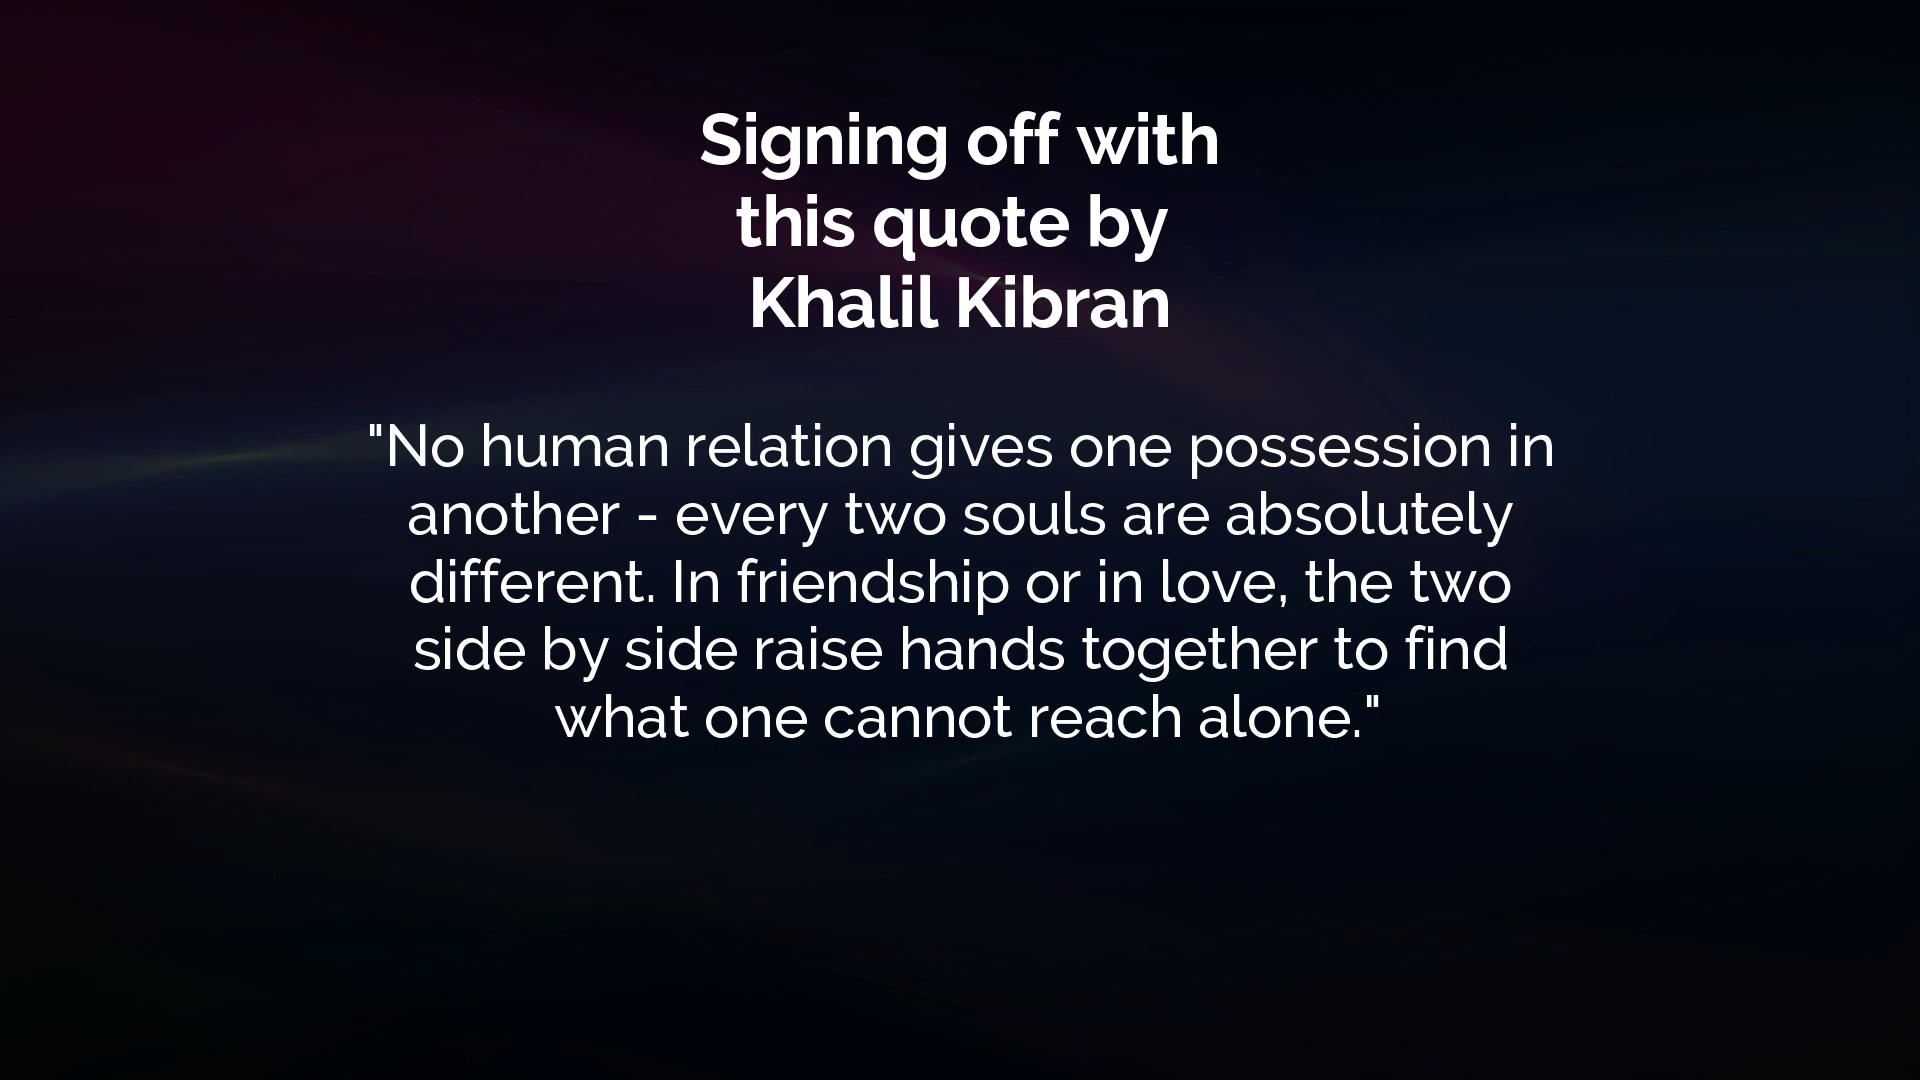 Signing off with
this quote by
Khalil Kibran
"No human relation gives one possession in
another - every two souls are absolutely
different. In friendship or in love, the two
side by side raise hands together to find
what one cannot reach alone."